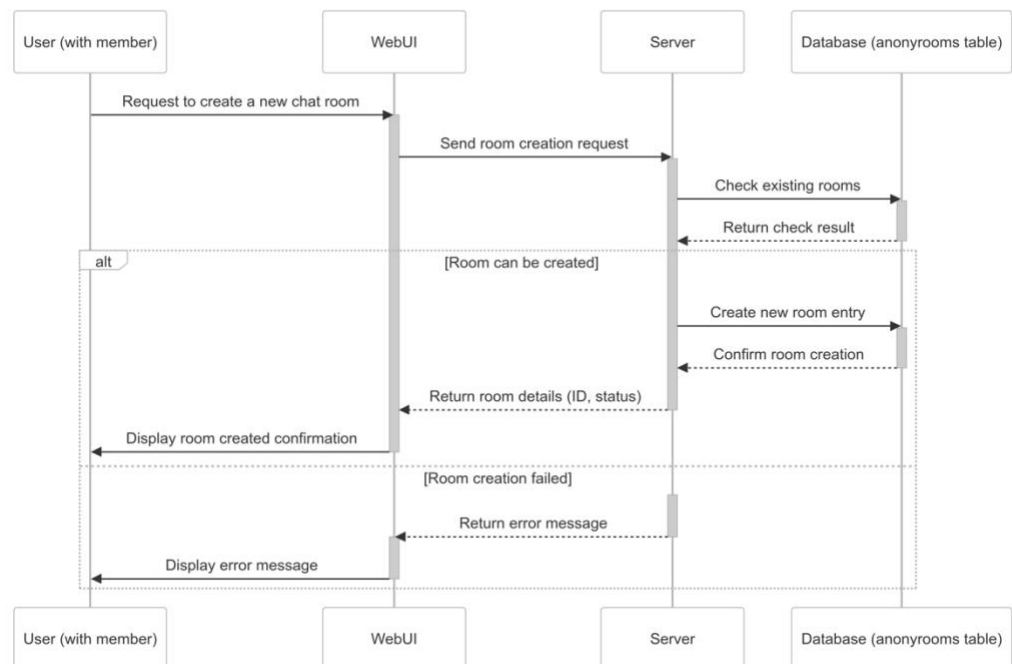 User (with member)
WebUI
Server
Database (anonyrooms table)
Request to create a new chat room
Send room creation request
Check existing rooms
Return check result
alt
[Room can be created]
Create new room entry
Confirm room creation
Return room details (ID, status)
Display room created confirmation
[Room creation failed]
Return error message
Display error message
User (with member)
WebUI
Server
Database (anonyrooms table)